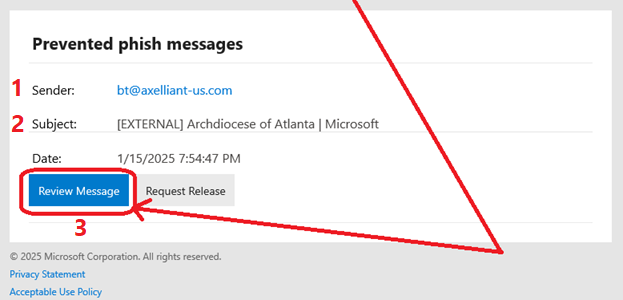 Prevented phish messages
1 Sender: bt@axelliant-us.com
2 Subject: [EXTERNAL] Archdiocese of Atlanta | Microsoft
Date: 1/15/2025 7:54:47 PM
Review Message Request Release
3
© 2025 Microsoft Corporation. All rights reserved.
Privacy Statement
Acceptable Use Policy